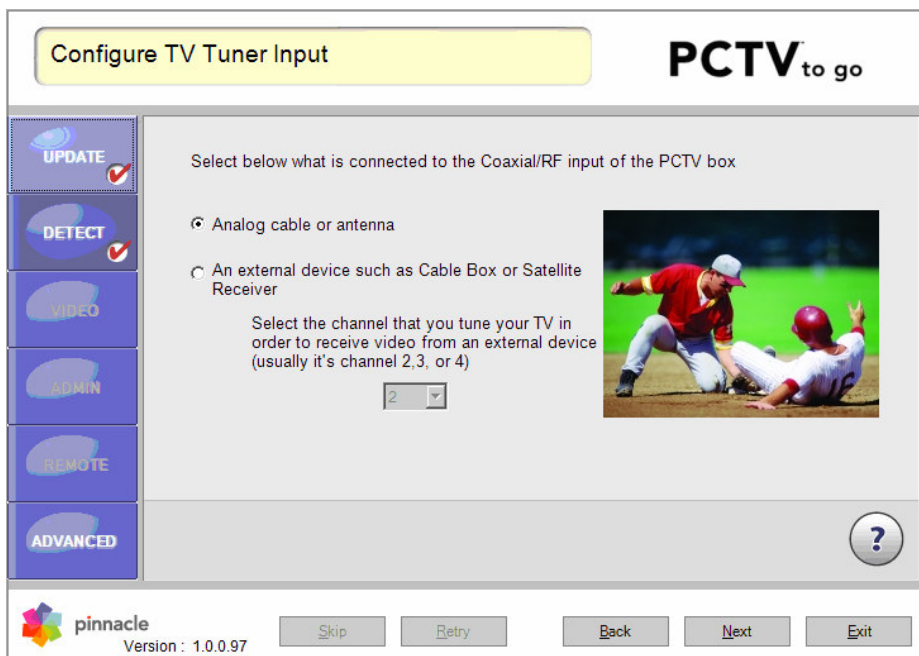 Configure TV Tuner Input
PCTV to go
UPDATE
DETECT
VIDEO
ADMIN
REMOTE
ADVANCED
Select below what is connected to the Coaxial/RF input of the PCTV box
Analog cable or antenna
An external device such as Cable Box or Satellite
Receiver
Select the channel that you tune your TV in
order to receive video from an external device
(usually it's channel 2,3, or 4)
2
16
?
pinnacle
Version : 1.0.0.97
Skip
Retry
Back
Next
Exit